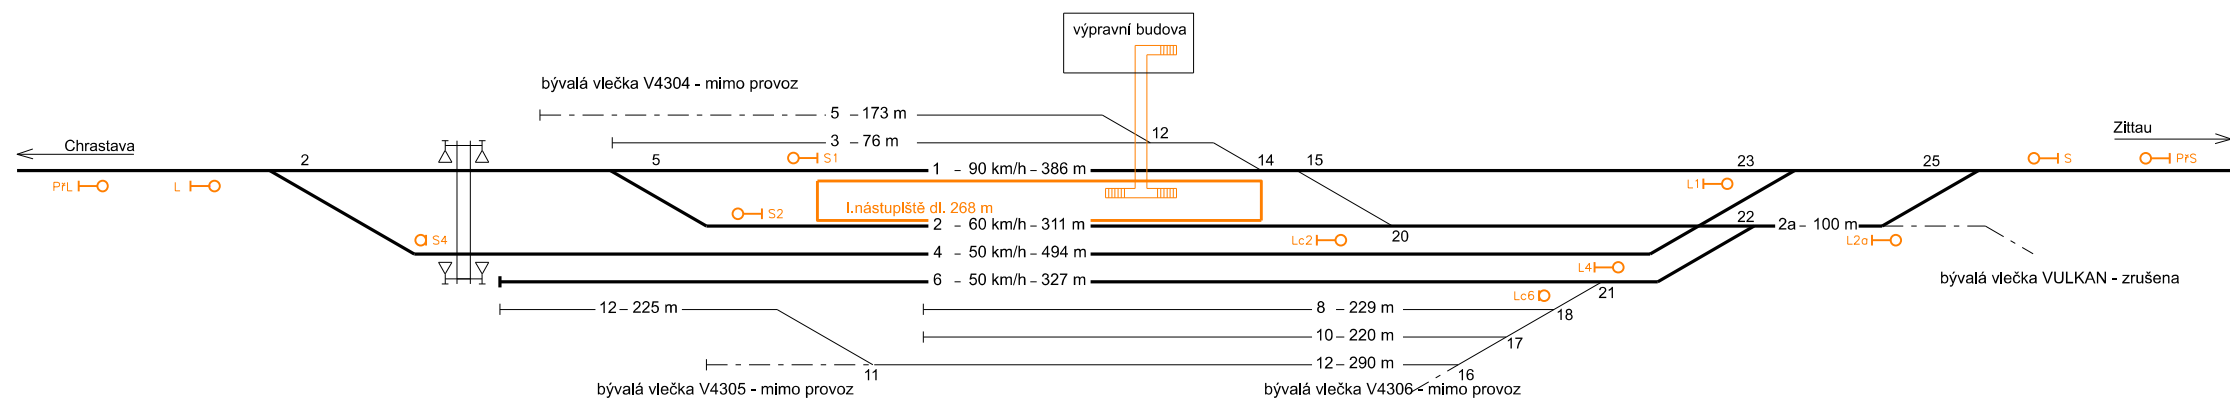 výpravní budova
bývalá vlečka V4304 - mimo provoz
5 – 173 m
Zittau
12
Chrastava
3 – 76 m
2
5
S1
14
15
23
25
S
PřS
1 – 90 km/h – 386 m
PřL
L
L1
I.nástupiště dl. 268 m
S2
22
2 – 60 km/h – 311 m
2a – 100 m
S4
20
Lc2
L2a
4 – 50 km/h – 494 m
L4
6 – 50 km/h – 327 m
bývalá vlečka VULKAN - zrušena
Lc6
21
12 – 225 m
8 – 229 m
18
10 – 220 m
17
12 – 290 m
11
16
bývalá vlečka V4305 - mimo provoz
bývalá vlečka V4306 - mimo provoz